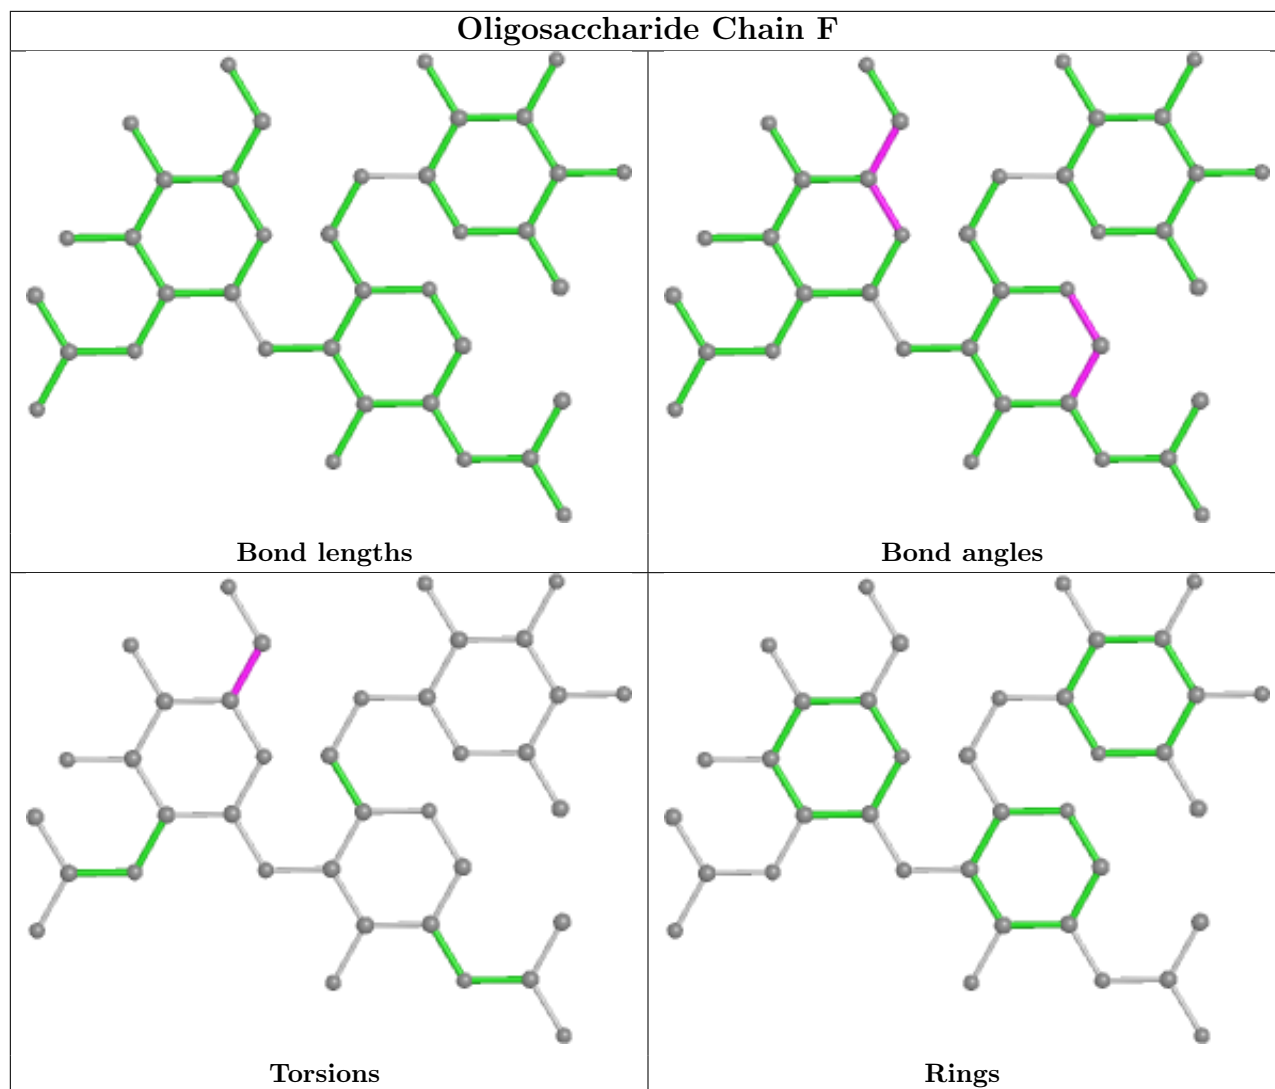 Oligosaccharide Chain F
Bond lengths
Bond angles
Torsions
Rings